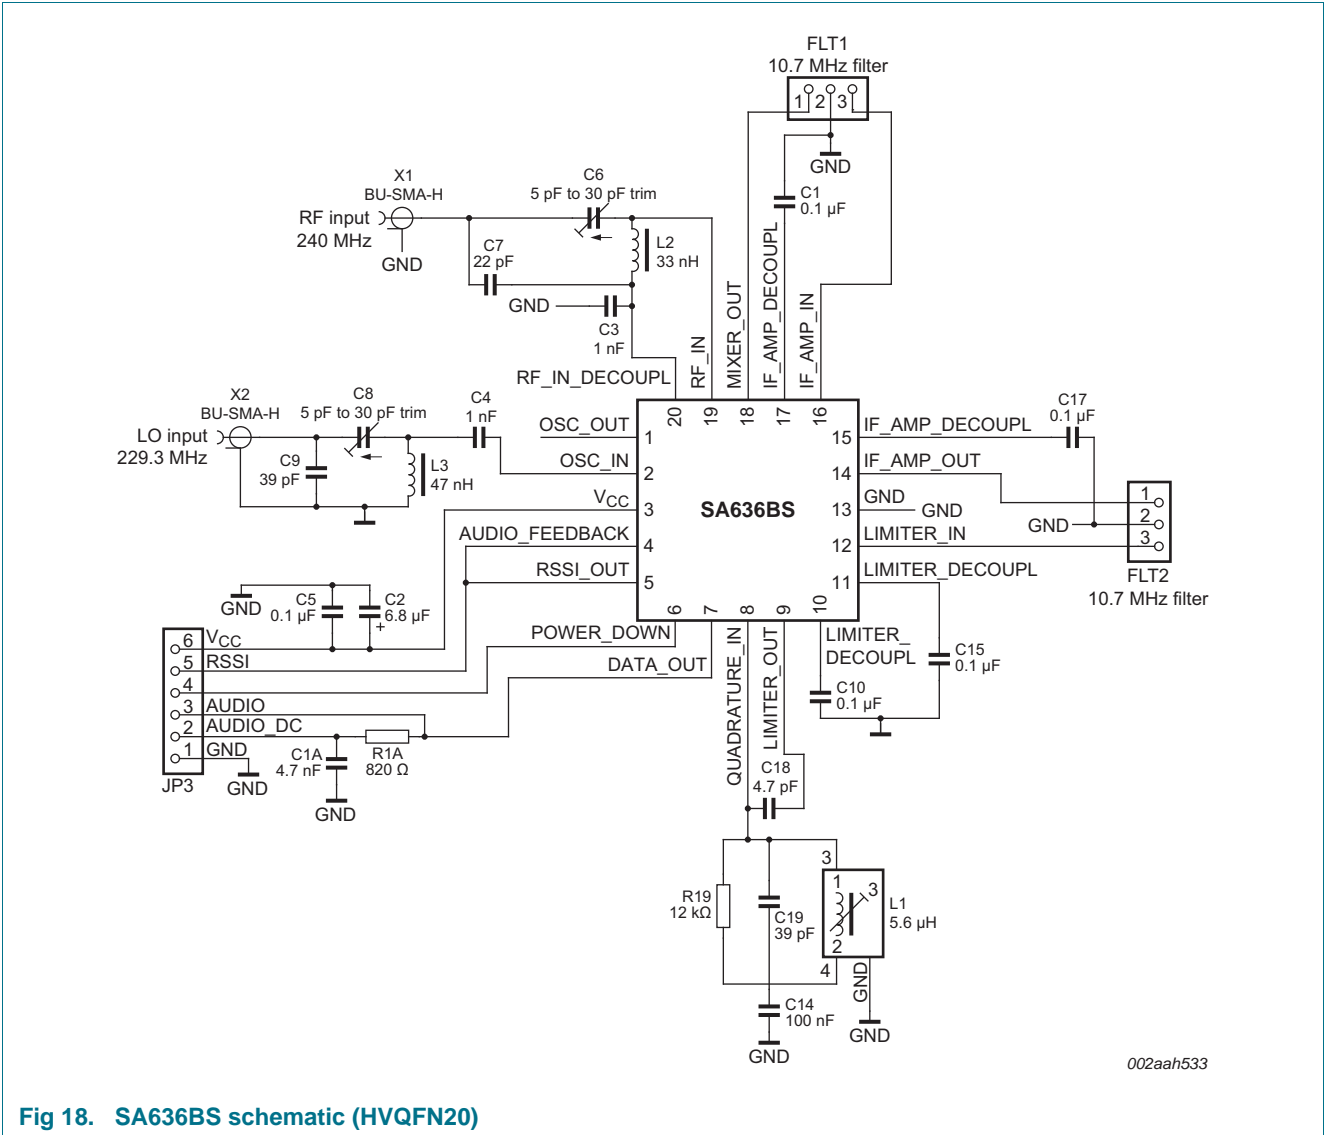 FLT1
10.7 MHz filter
1 2 3
GND
C1
0.1 µF
X1
BU-SMA-H
RF input
240 MHz
GND
C6
5 pF to 30 pF trim
C7
22 pF
L2
33 nH
GND
C3
1 nF
RF_IN_DECOUPL
RF_IN
MIXER_OUT
IF_AMP_DECOUPL
IF_AMP_IN
20 19 18 17 16
X2
BU-SMA-H
LO input
229.3 MHz
C8
5 pF to 30 pF trim
C4
1 nF
C9
39 pF
L3
47 nH
OSC_OUT 1
OSC_IN 2
VCC 3
AUDIO_FEEDBACK 4
RSSI_OUT 5
SA636BS
15 IF_AMP_DECOUPL
14 IF_AMP_OUT
13 GND GND
12 LIMITER_IN
11 LIMITER_DECOUPL
C17
0.1 µF
GND
1
2
3
FLT2
10.7 MHz filter
6 7 8 9 10
POWER_DOWN
DATA_OUT
QUADRATURE_IN
LIMITER_OUT
LIMITER_
DECOUPL
C10
0.1 µF
C15
0.1 µF
GND
C5
0.1 µF
C2
6.8 µF
+
6 VCC
5 RSSI
4
3 AUDIO
2 AUDIO_DC
1 GND
JP3
GND
C1A
4.7 nF
GND
R1A
820 Ω
C18
4.7 pF
R19
12 kΩ
C19
39 pF
3
1
3
2
4
L1
5.6 µH
GND
GND
C14
100 nF
GND
002aah533
Fig 18. SA636BS schematic (HVQFN20)